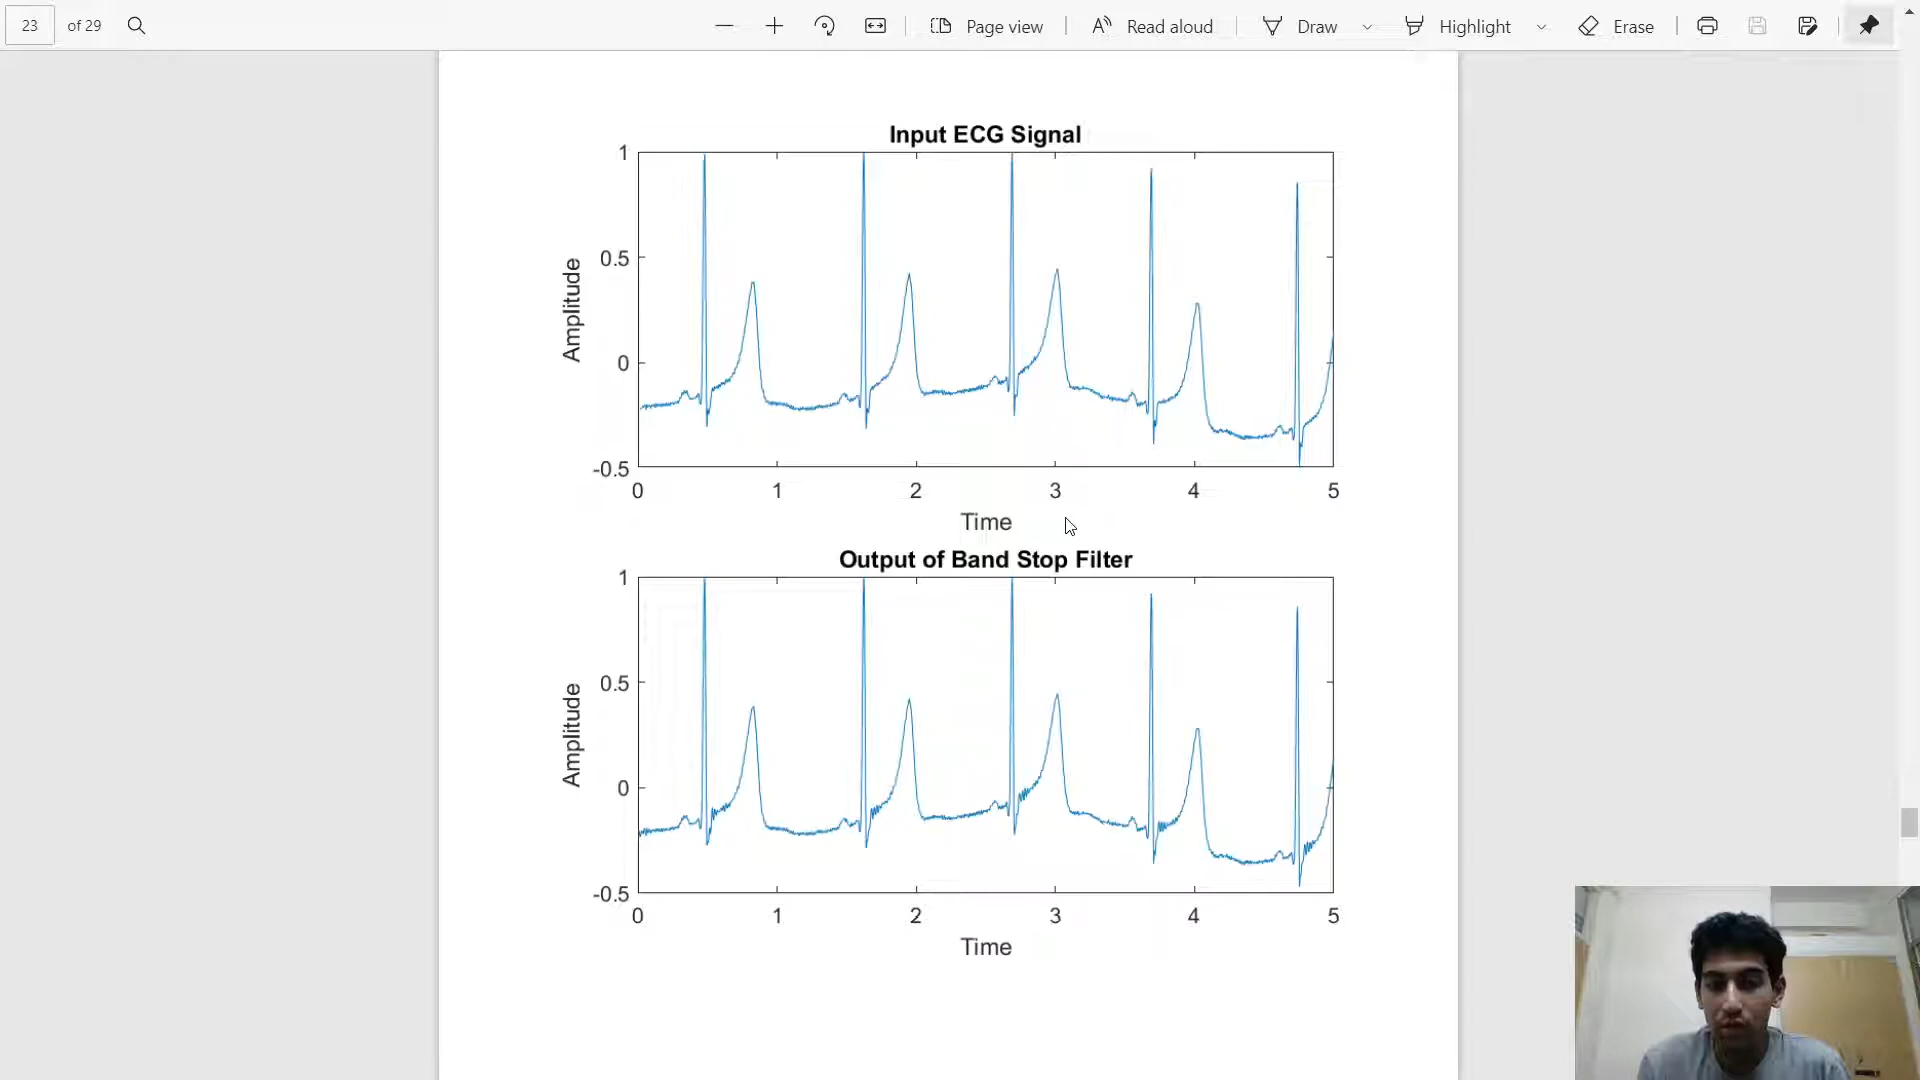 23 of 29 Page view Read aloud Draw Highlight Erase
Input ECG Signal
1
0.5
0
-0.5
Amplitude
0 1 2 3 4 5
Time
Output of Band Stop Filter
1
0.5
0
-0.5
Amplitude
0 1 2 3 4 5
Time